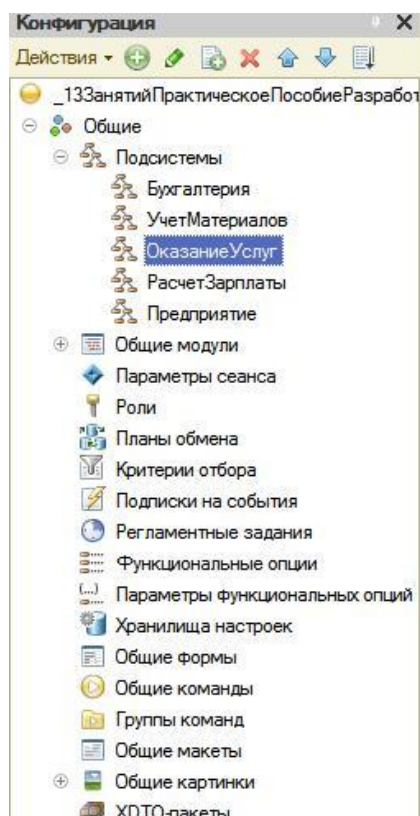 Конфигурация
Действия
_13ЗанятийПрактическоеПособиеРазработ
Общие
Подсистемы
Бухгалтерия
УчетМатериалов
ОказаниеУслуг
РасчетЗарплаты
Предприятие
Общие модули
Параметры сеанса
Роли
Планы обмена
Критерии отбора
Подписки на события
Регламентные задания
Функциональные опции
Параметры функциональных опций
Хранилища настроек
Общие формы
Общие команды
Группы команд
Общие макеты
Общие картинки
XDTO-пакеты